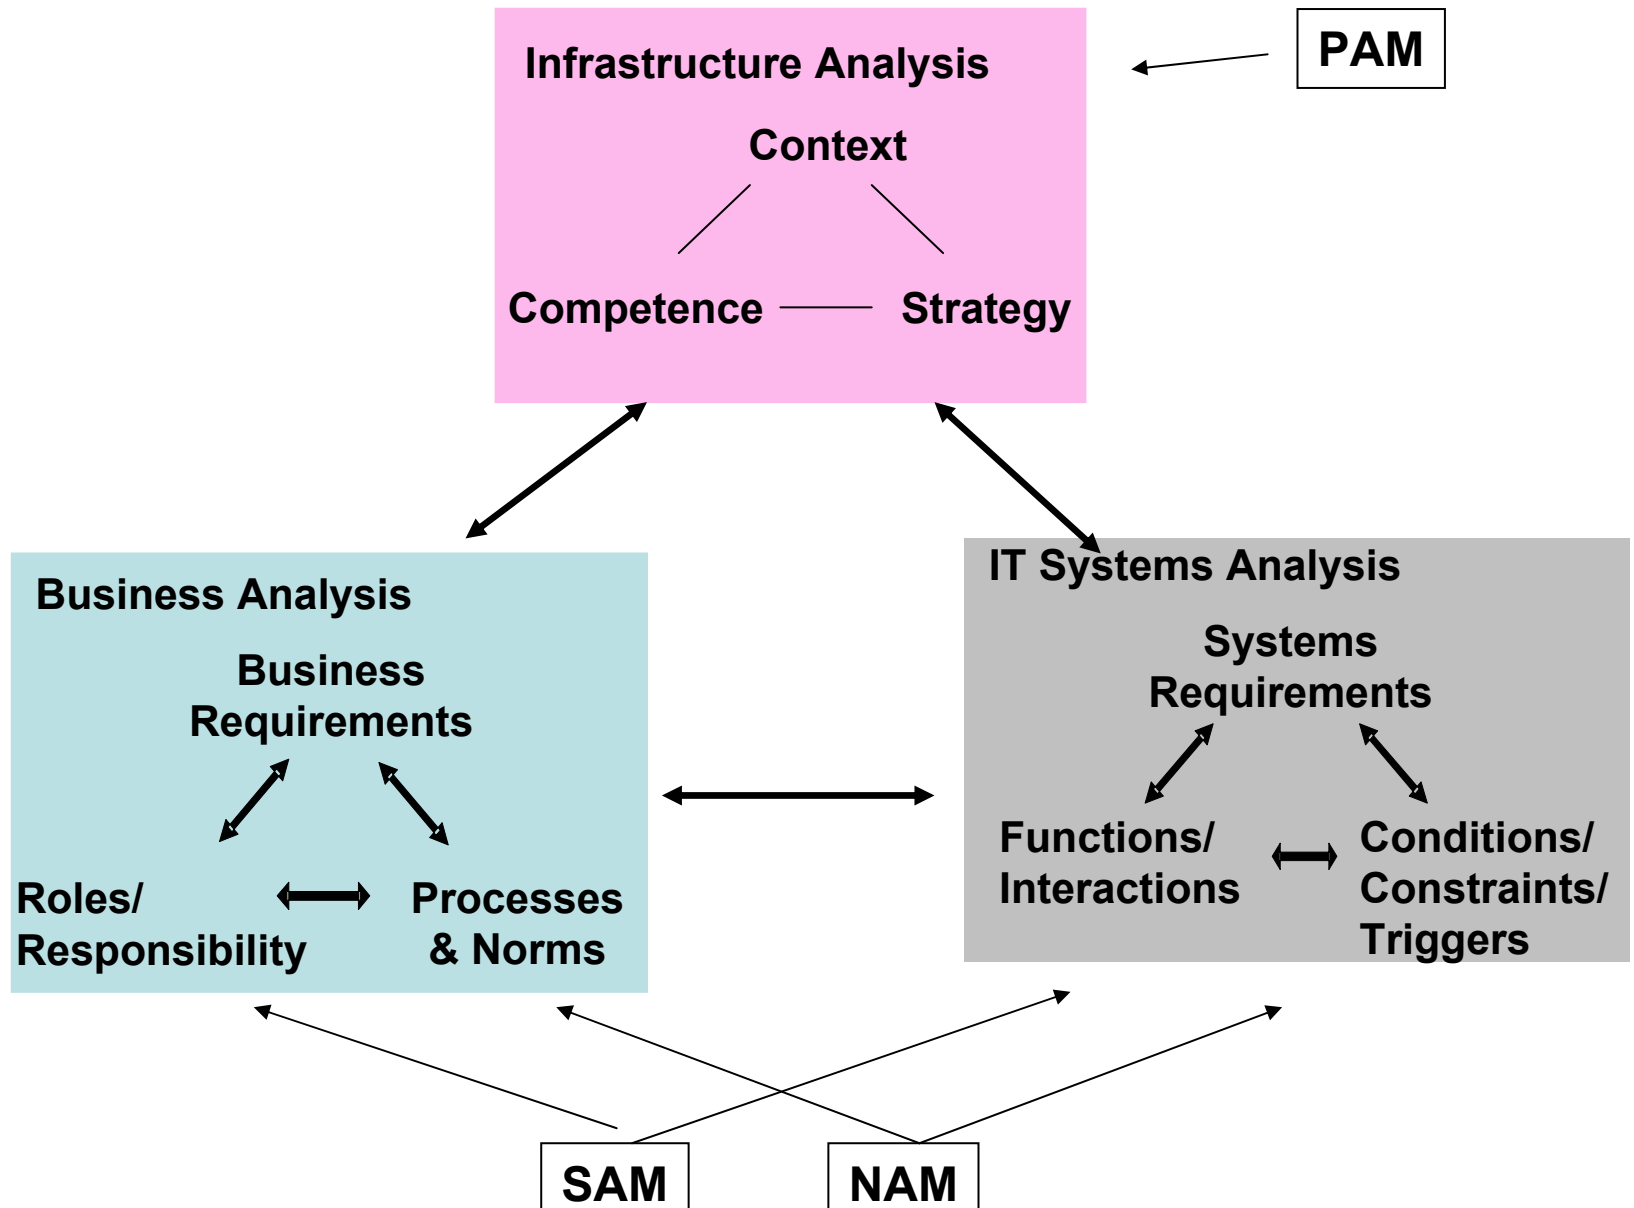 Infrastructure Analysis
PAM
Context
Competence
Strategy
Business Analysis
Business
Requirements
Roles/
Responsibility
Processes
& Norms
IT Systems Analysis
Systems
Requirements
Functions/
Interactions
Conditions/
Constraints/
Triggers
SAM
NAM